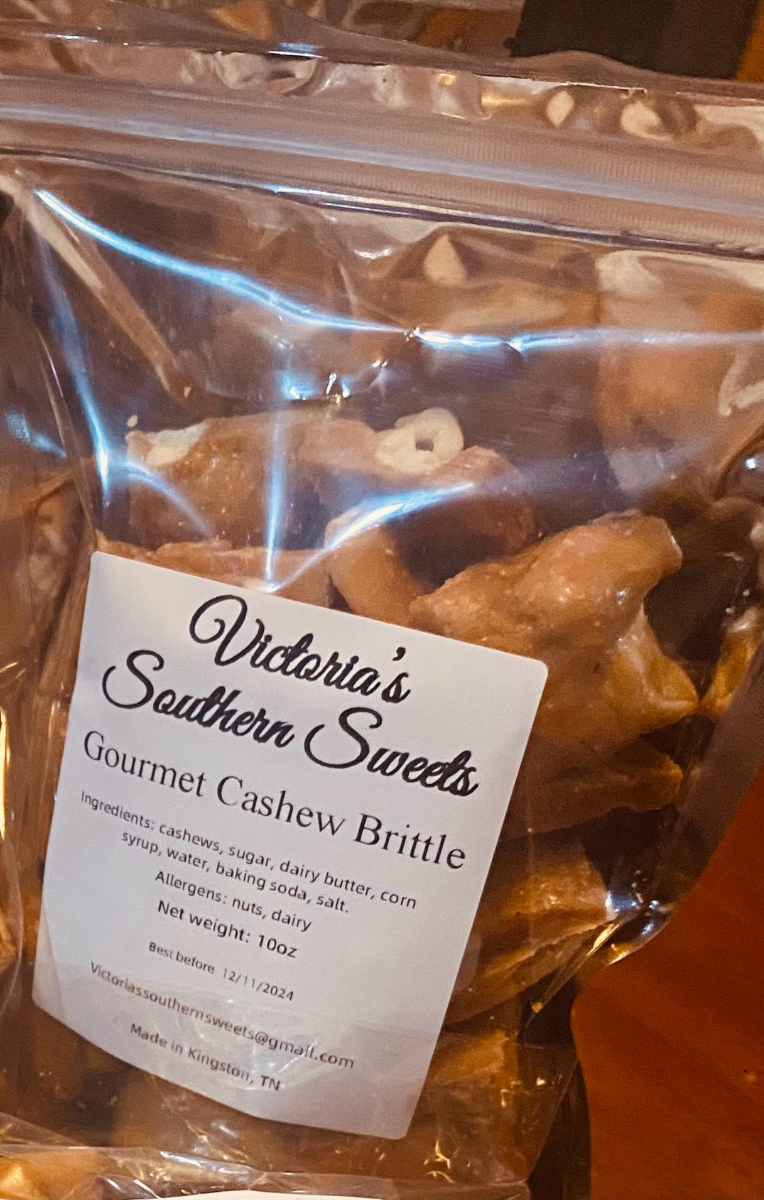 Victoria's
Southern Sweets
Gourmet Cashew Brittle
Ingredients: cashews, sugar, dairy butter, corn
syrup, water, baking soda, salt.
Allergens: nuts, dairy
Net weight: 10oz
Best before 12/11/2024
Victoriassouthernsweets@gmail.com
Made in Kingston, TN